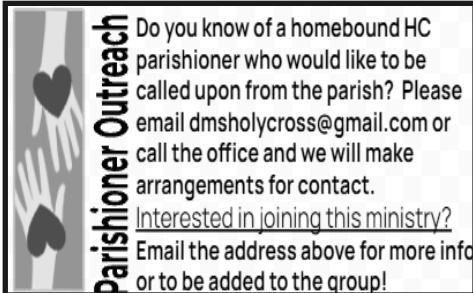 Parishioner Outreach
Do you know of a homebound HC
parishioner who would like to be
called upon from the parish? Please
email dmsholycross@gmail.com or
call the office and we will make
arrangements for contact.
Interested in joining this ministry?
Email the address above for more info
or to be added to the group!